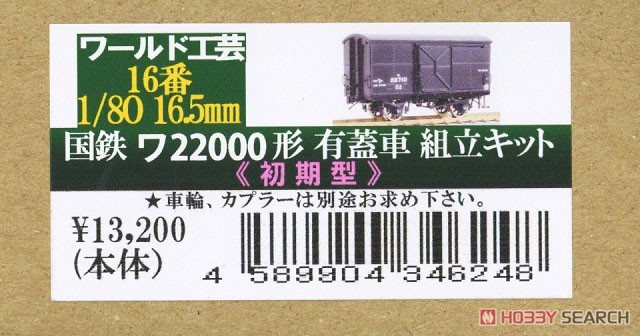 ワールド工芸
16番
1/80 16.5mm
国鉄 ワ22000形 有蓋車 組立キット
《初期型》
★車輪、カプラーは別途お求め下さい。
¥13,200
(本体)
4 589904 346248
HOBBY SEARCH